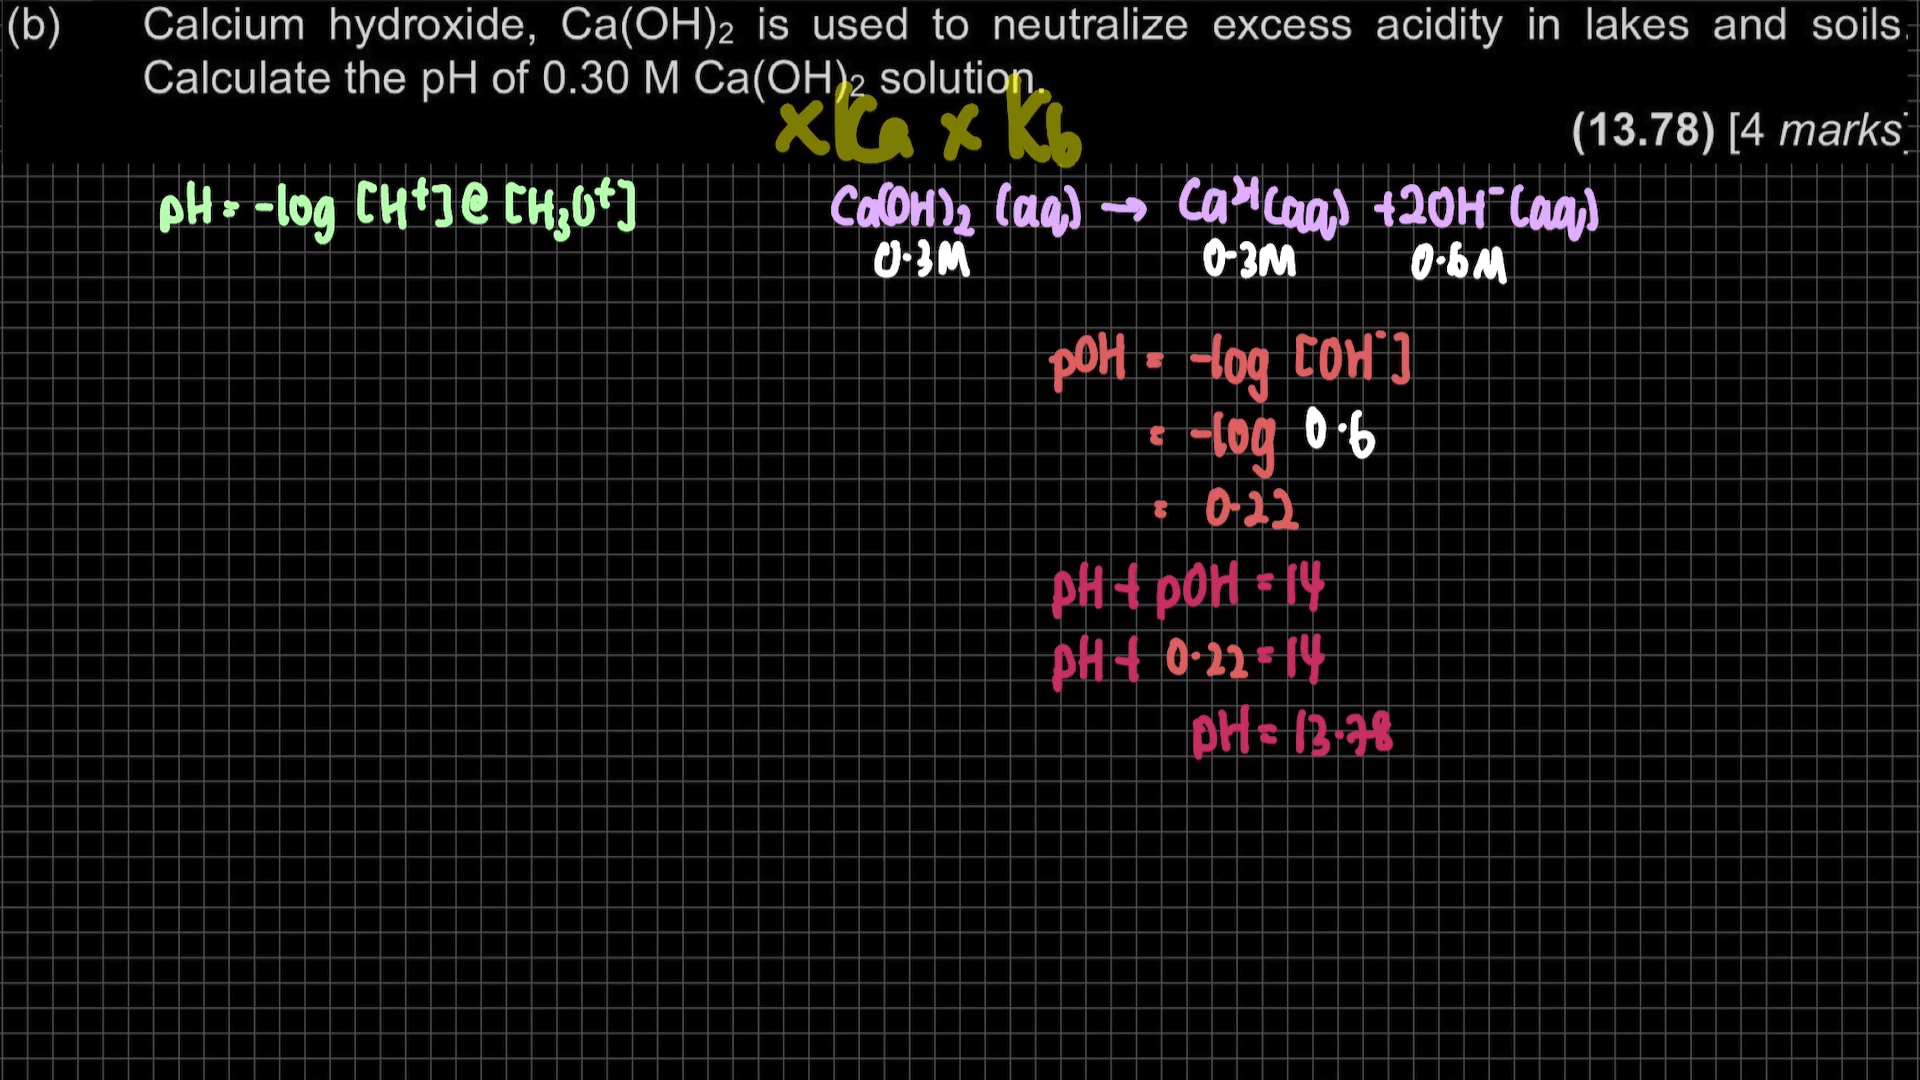 (b) Calcium hydroxide, Ca(OH)₂ is used to neutralize excess acidity in lakes and soils.
Calculate the pH of 0.30 M Ca(OH)₂ solution.
× Ka × Kb
(13.78) [4 marks]
pH = -log [H⁺] @ [H₃O⁺]
Ca(OH)₂ (aq) → Ca²⁺(aq) + 2OH⁻(aq)
0.3M 0.3M 0.6M
pOH = -log [OH⁻]
= -log 0.6
= 0.22
pH + pOH = 14
pH + 0.22 = 14
pH = 13.78